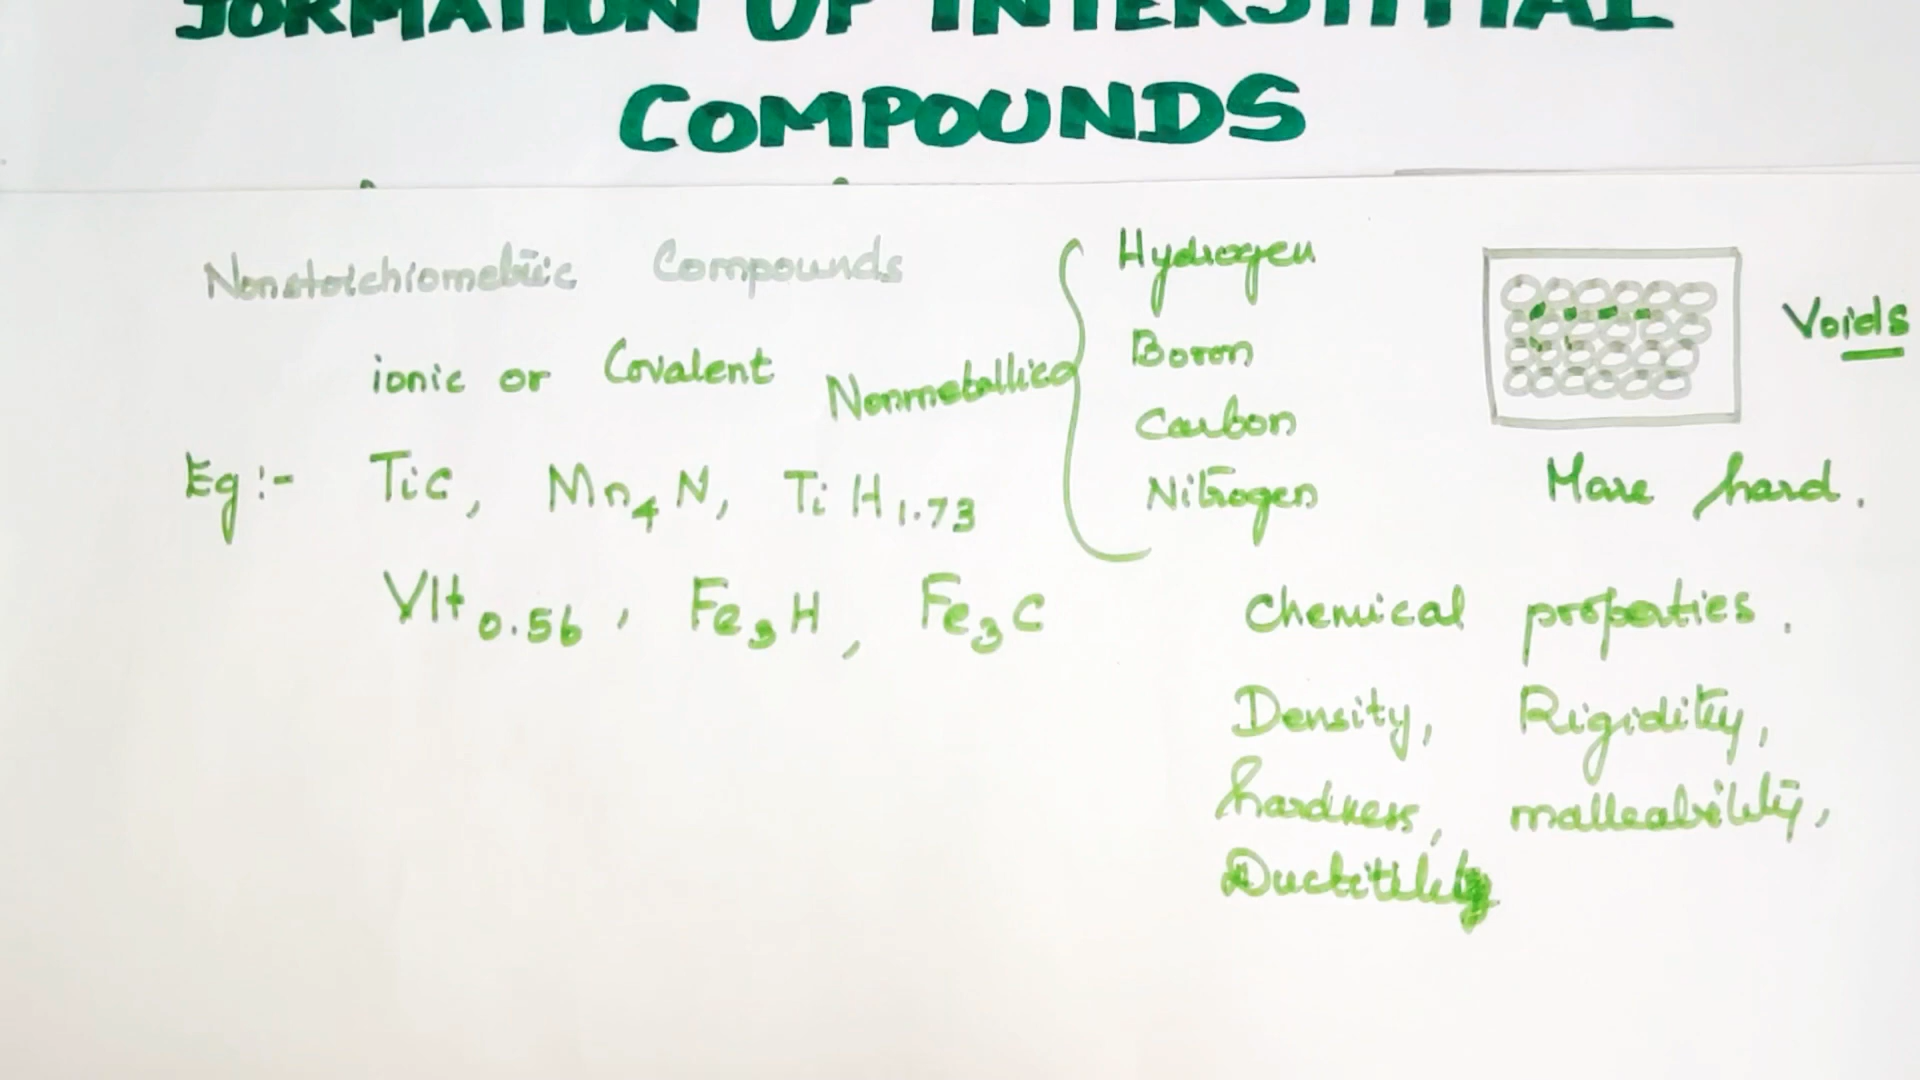 FORMATION OF INTERSTITIAL
COMPOUNDS
Nonstoichiometric Compounds
ionic or Covalent
Nonmetallic
Hydrogen
Boron
Carbon
Nitrogen
Voids
More hard.
Eg:- TiC, Mn₄N, TiH₁.₇₃
VH₀.₅₆, Fe₃H, Fe₃C
Chemical properties.
Density, Rigidity,
hardness, malleability,